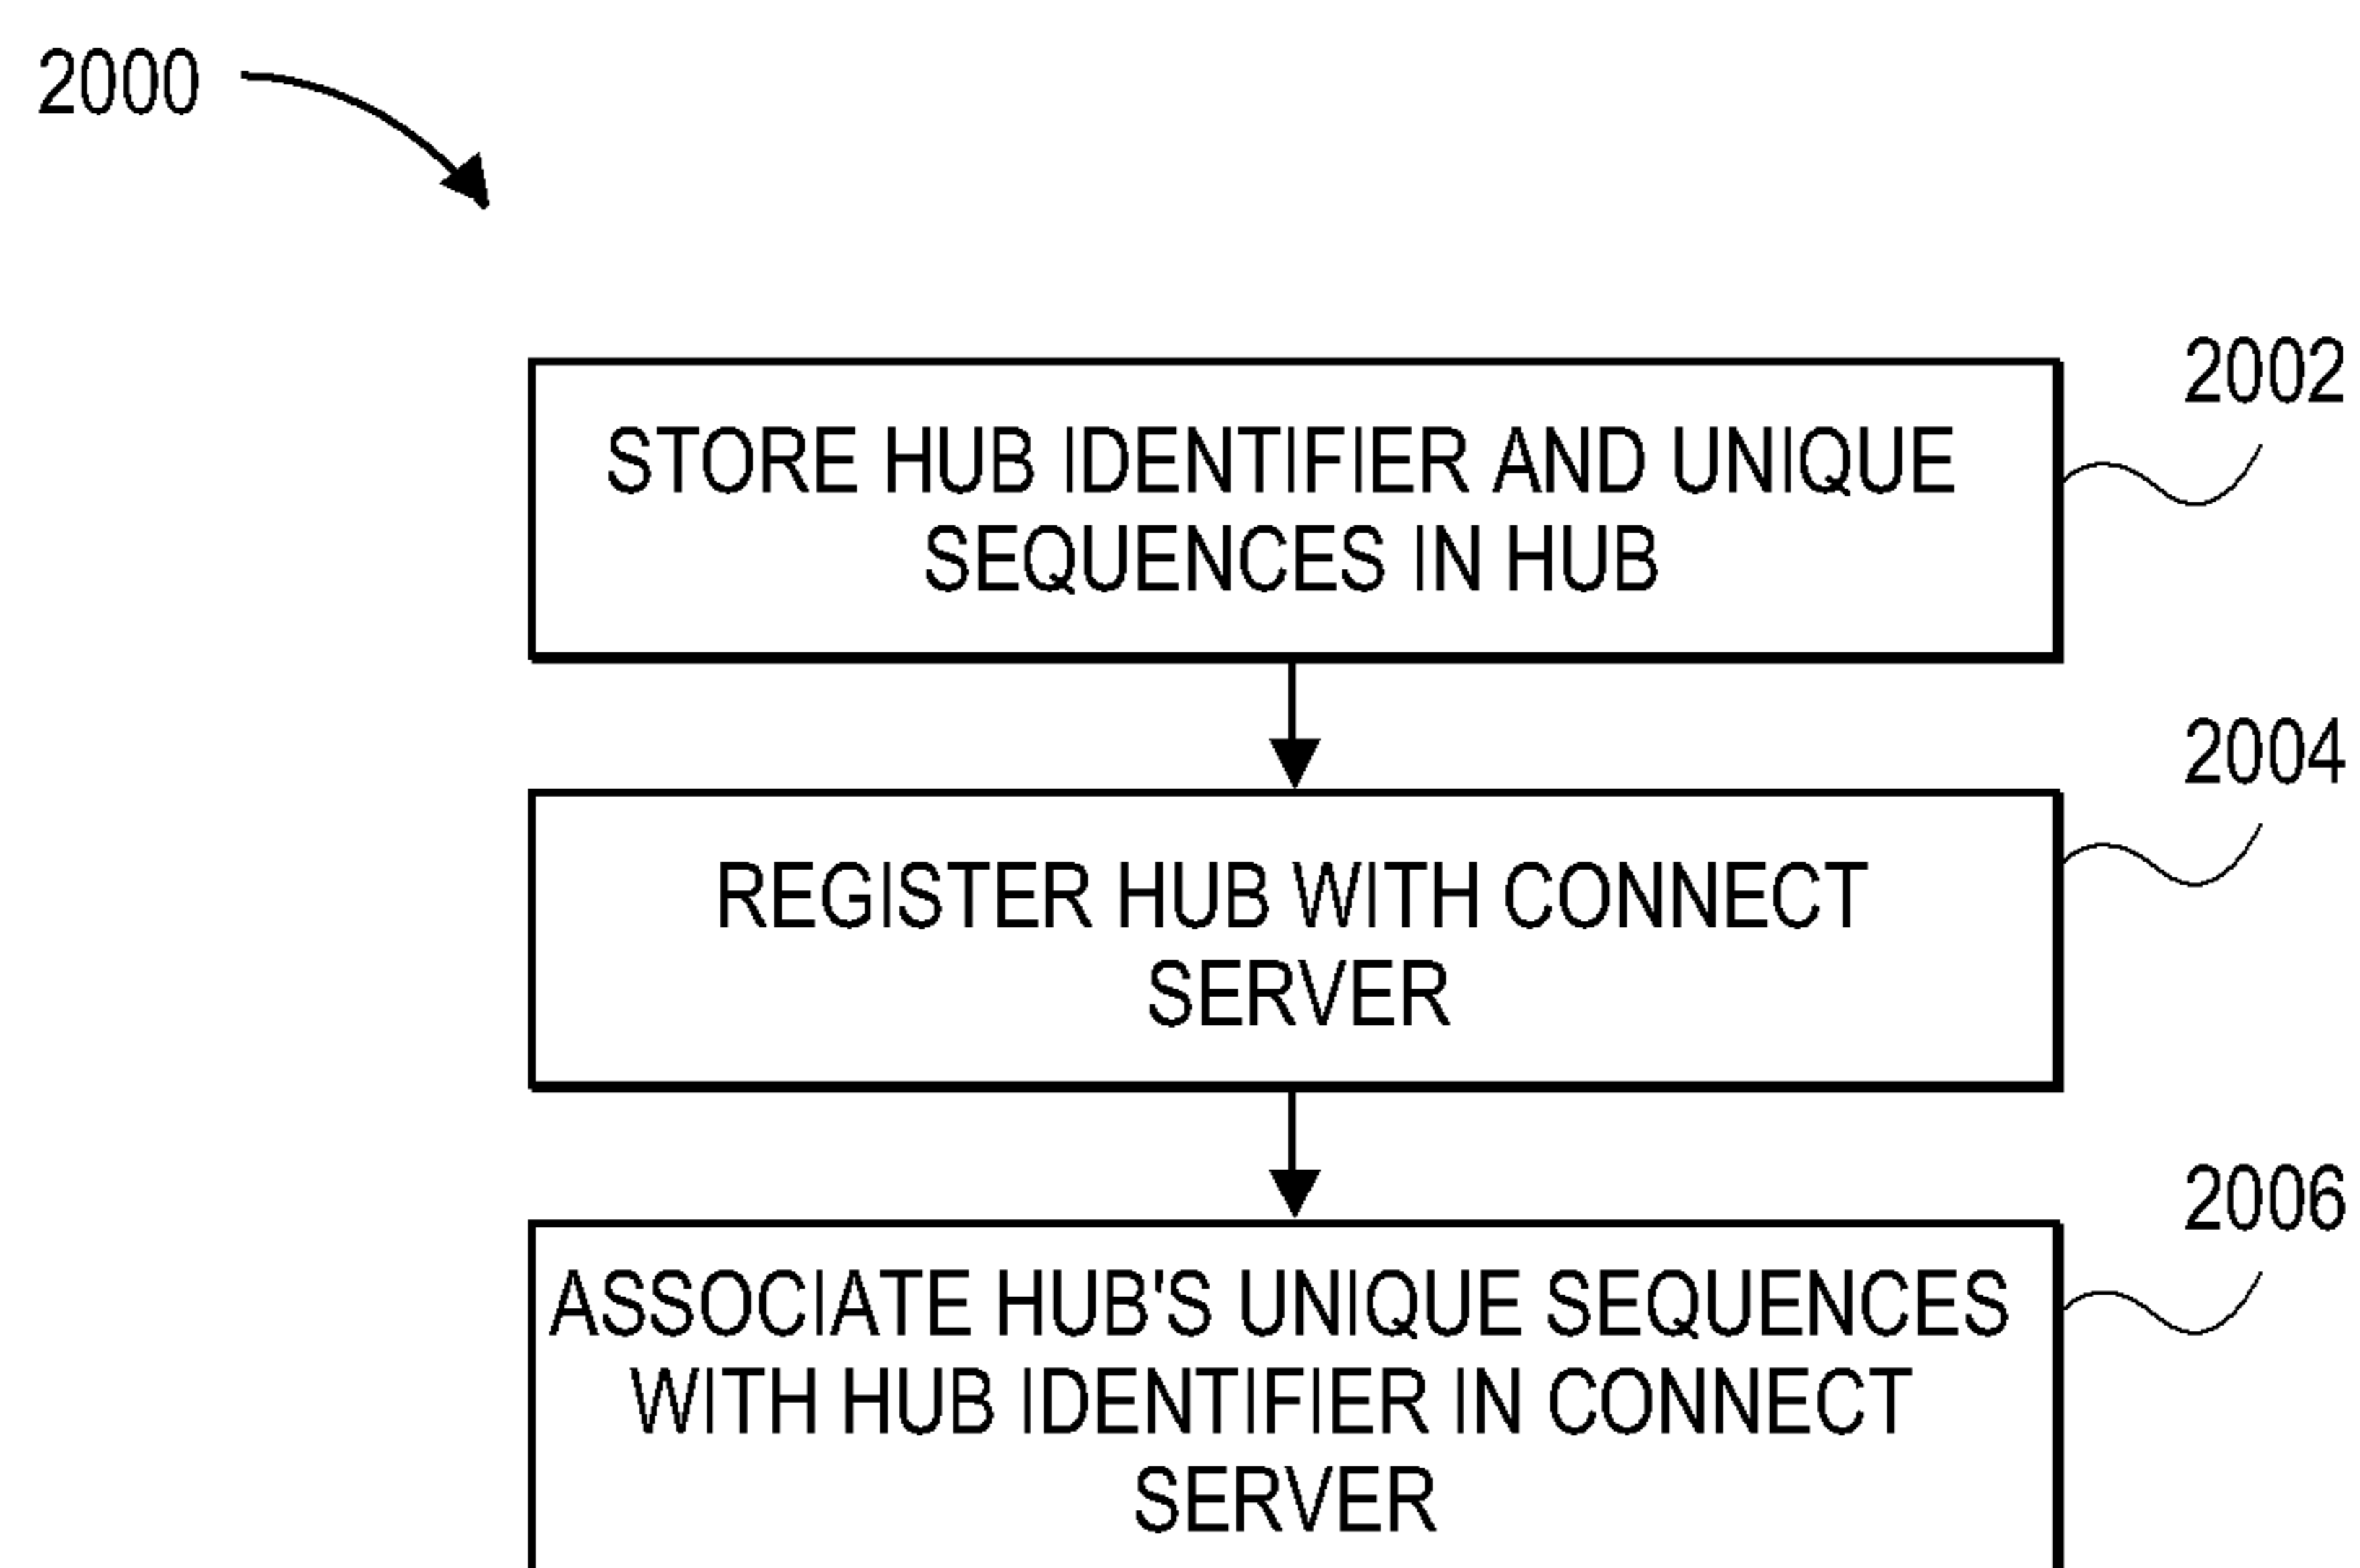 2000
2002
STORE HUB IDENTIFIER AND UNIQUE
SEQUENCES IN HUB
2004
REGISTER HUB WITH CONNECT
SERVER
2006
ASSOCIATE HUB'S UNIQUE SEQUENCES
WITH HUB IDENTIFIER IN CONNECT
SERVER